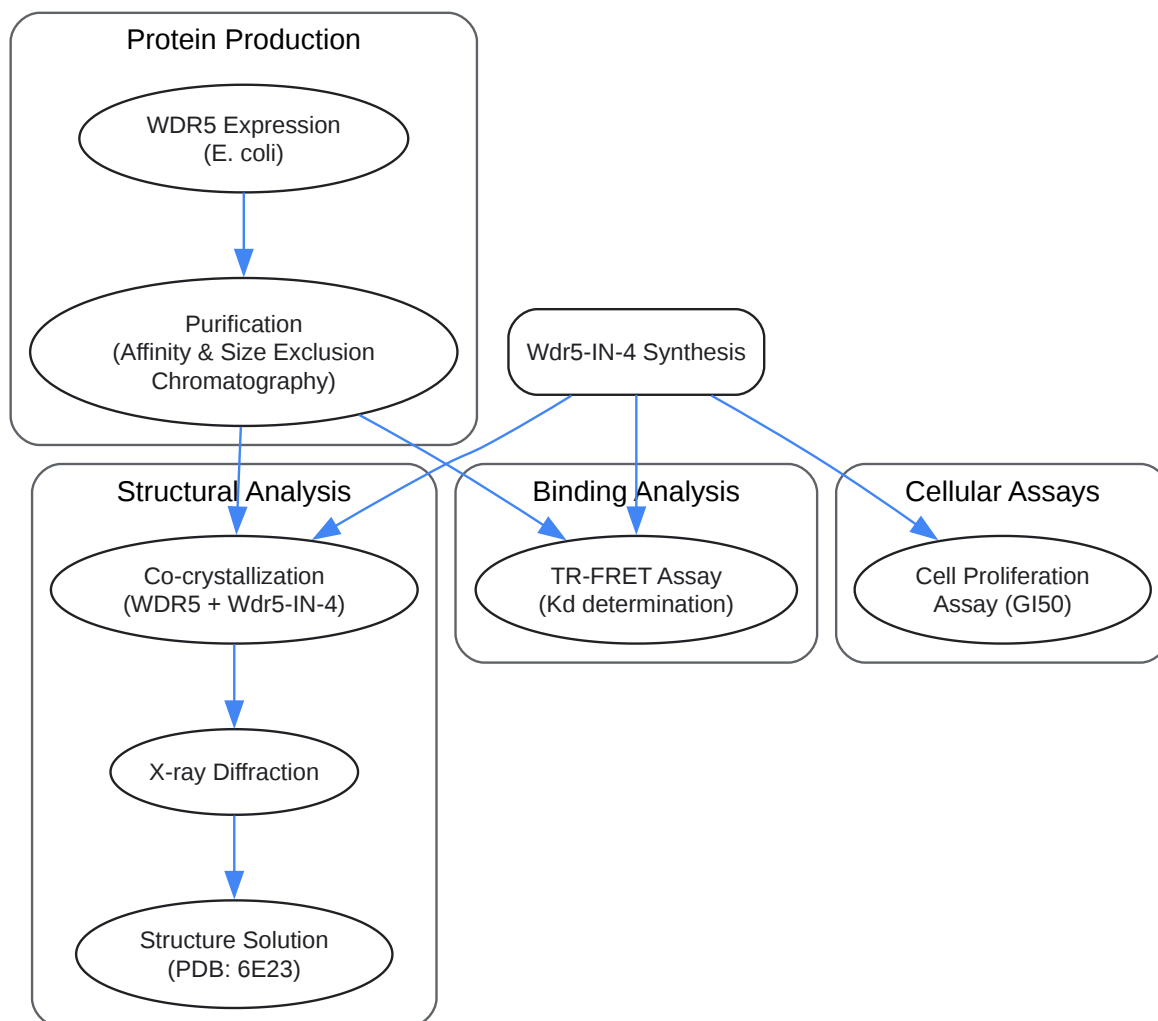 Protein Production
WDR5 Expression
(E. coli)
Purification
(Affinity & Size Exclusion
Chromatography)
Wdr5-IN-4 Synthesis
Structural Analysis
Binding Analysis
Cellular Assays
Co-crystallization
(WDR5 + Wdr5-IN-4)
TR-FRET Assay
(Kd determination)
Cell Proliferation
Assay (GI50)
X-ray Diffraction
Structure Solution
(PDB: 6E23)